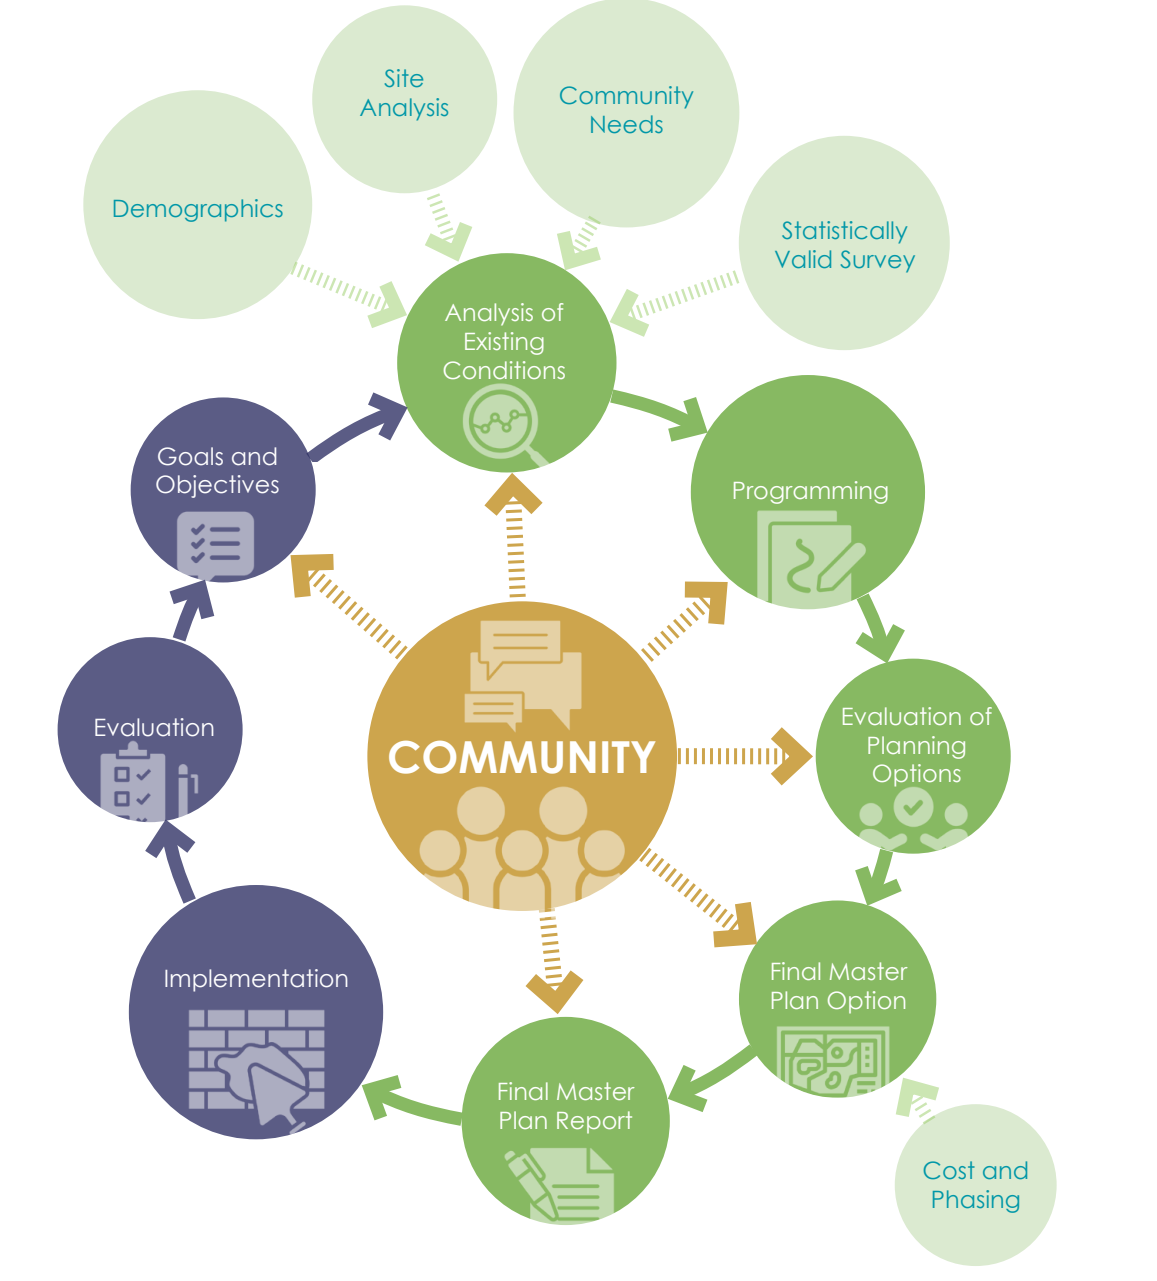 Site
Analysis
Community
Needs
Demographics
Statistically
Valid Survey
Analysis of
Existing
Conditions
Goals and
Objectives
Programming
Evaluation
COMMUNITY
Evaluation of
Planning
Options
Implementation
Final Master
Plan Option
Final Master
Plan Report
Cost and
Phasing